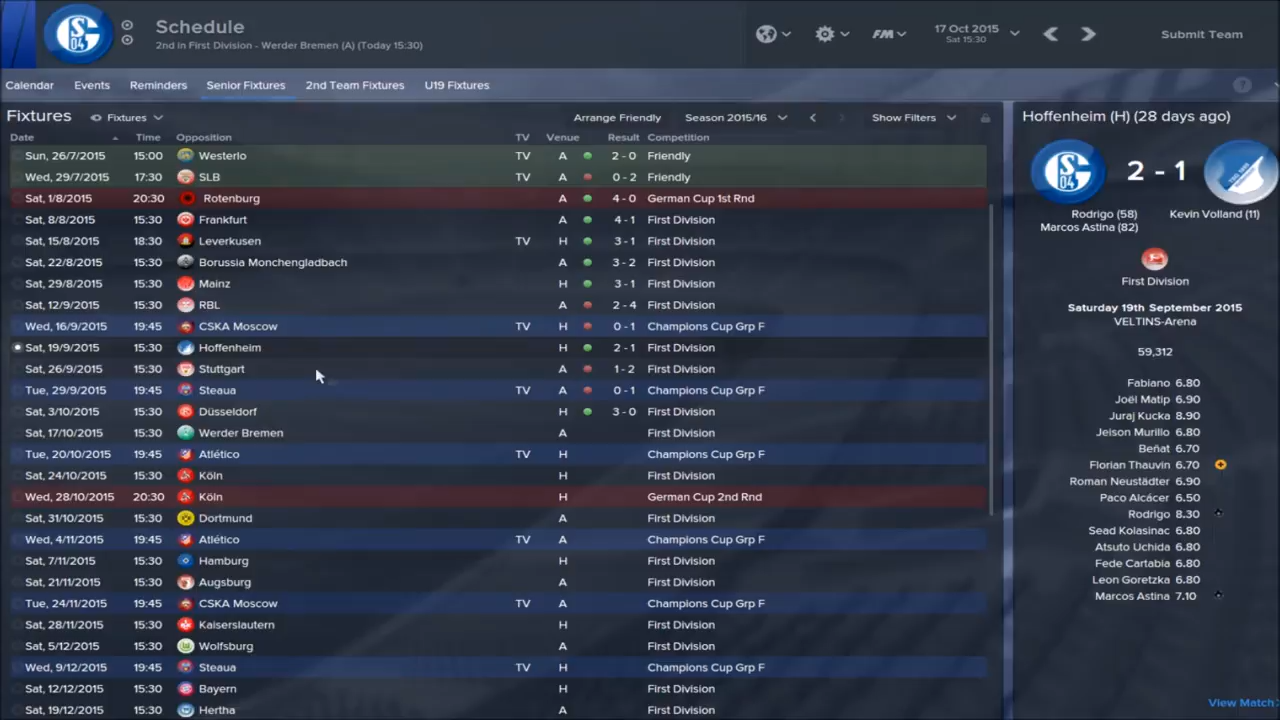 Schedule
2nd in First Division - Werder Bremen (A) (Today 15:30)
FM
17 Oct 2015
Sat 15:30
Submit Team
Calendar Events Reminders Senior Fixtures 2nd Team Fixtures U19 Fixtures
Fixtures Fixtures Arrange Friendly Season 2015/16 Show Filters
Date Time Opposition TV Venue Result Competition
Sun, 26/7/2015 15:00 Westerlo TV A 2 - 0 Friendly
Wed, 29/7/2015 17:30 SLB TV A 0 - 2 Friendly
Sat, 1/8/2015 20:30 Rotenburg A 4 - 0 German Cup 1st Rnd
Sat, 8/8/2015 15:30 Frankfurt A 4 - 1 First Division
Sat, 15/8/2015 18:30 Leverkusen TV H 3 - 1 First Division
Sat, 22/8/2015 15:30 Borussia Monchengladbach A 3 - 2 First Division
Sat, 29/8/2015 15:30 Mainz H 3 - 1 First Division
Sat, 12/9/2015 15:30 RBL A 2 - 4 First Division
Wed, 16/9/2015 19:45 CSKA Moscow TV H 0 - 1 Champions Cup Grp F
Sat, 19/9/2015 15:30 Hoffenheim H 2 - 1 First Division
Sat, 26/9/2015 15:30 Stuttgart A 1 - 2 First Division
Tue, 29/9/2015 19:45 Steaua TV A 0 - 1 Champions Cup Grp F
Sat, 3/10/2015 15:30 Düsseldorf H 3 - 0 First Division
Sat, 17/10/2015 15:30 Werder Bremen A First Division
Tue, 20/10/2015 19:45 Atlético TV H Champions Cup Grp F
Sat, 24/10/2015 15:30 Köln H First Division
Wed, 28/10/2015 20:30 Köln H German Cup 2nd Rnd
Sat, 31/10/2015 15:30 Dortmund A First Division
Wed, 4/11/2015 19:45 Atlético TV A Champions Cup Grp F
Sat, 7/11/2015 15:30 Hamburg H First Division
Sat, 21/11/2015 15:30 Augsburg A First Division
Tue, 24/11/2015 19:45 CSKA Moscow TV A Champions Cup Grp F
Sat, 28/11/2015 15:30 Kaiserslautern H First Division
Sat, 5/12/2015 15:30 Wolfsburg A First Division
Wed, 9/12/2015 19:45 Steaua TV H Champions Cup Grp F
Sat, 12/12/2015 15:30 Bayern H First Division
Sat, 19/12/2015 15:30 Hertha A First Division
Hoffenheim (H) (28 days ago)
2 - 1
Rodrigo (58) Kevin Volland (11)
Marcos Astina (82)
First Division
Saturday 19th September 2015
VELTINS-Arena
59,312
Fabiano 6.80
Joël Matip 6.90
Juraj Kucka 8.90
Jeison Murillo 6.80
Beñat 6.70
Florian Thauvin 6.70
Roman Neustädter 6.90
Paco Alcácer 6.50
Rodrigo 8.30
Sead Kolasinac 6.80
Atsuto Uchida 6.80
Fede Cartabia 6.80
Leon Goretzka 6.80
Marcos Astina 7.10
View Match